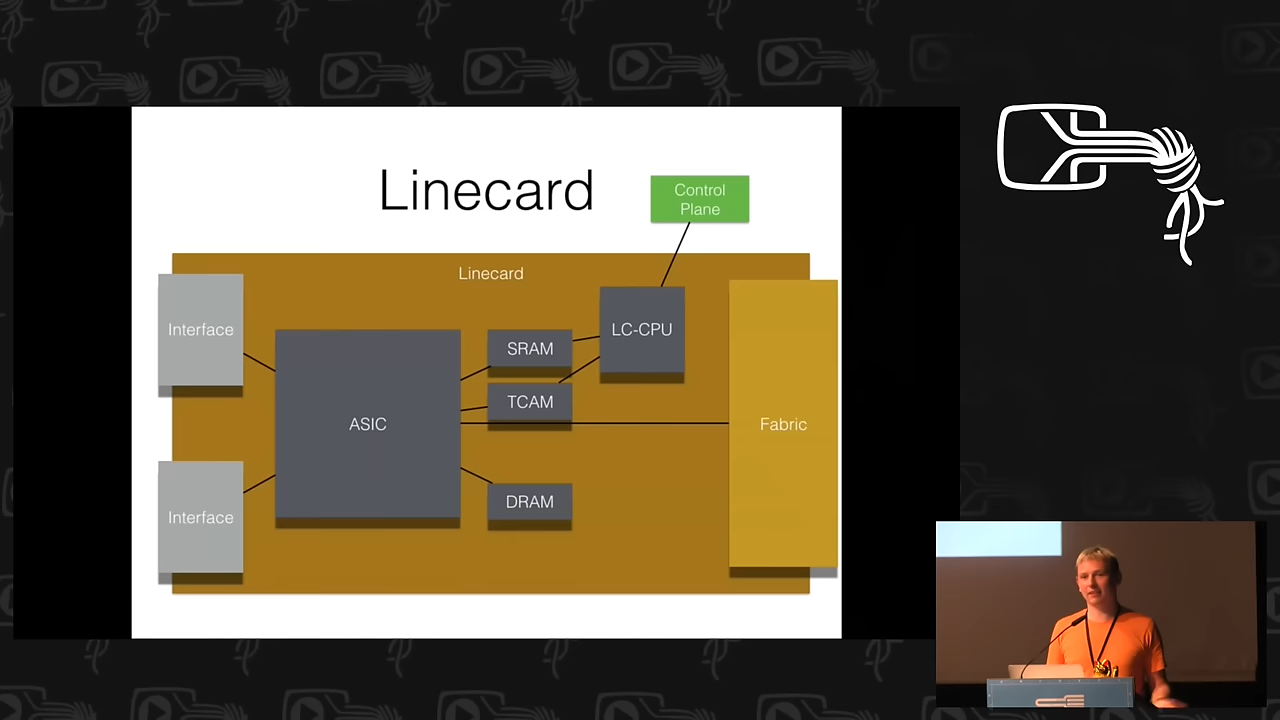 Linecard
Control
Plane
Linecard
Interface
LC-CPU
SRAM
TCAM
ASIC
Fabric
DRAM
Interface